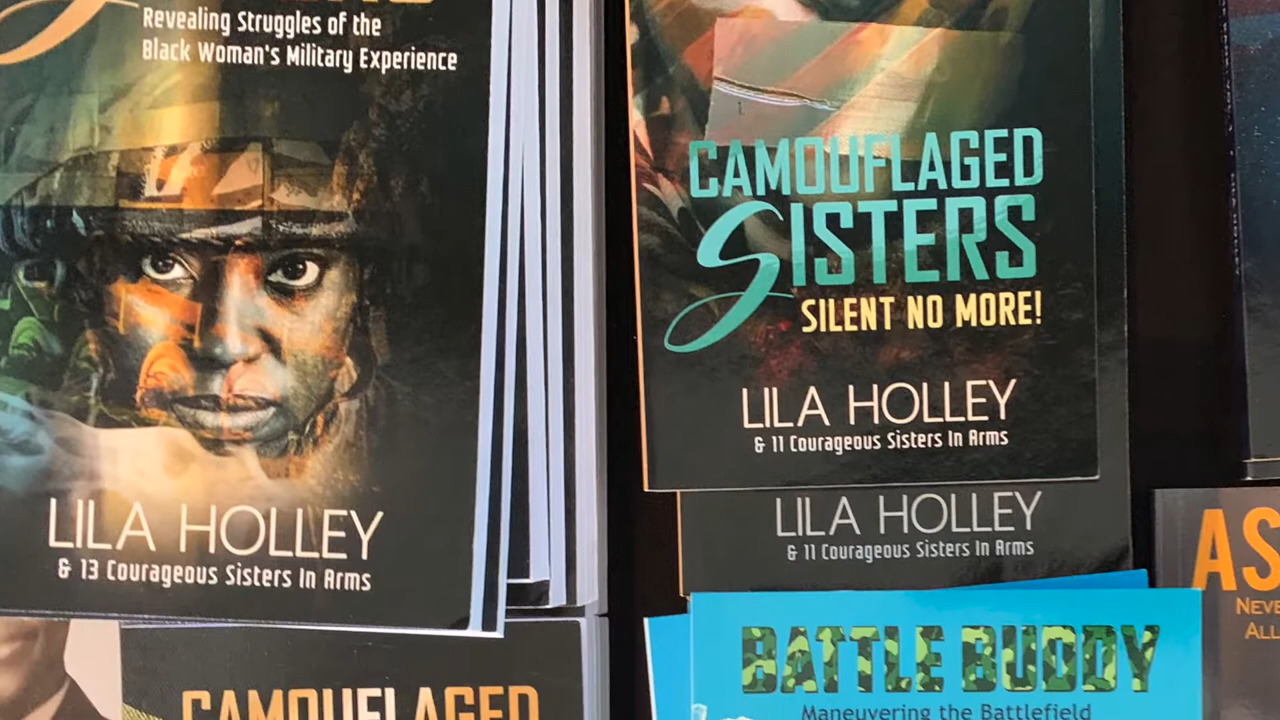 Revealing Struggles of the
Black Woman's Military Experience
LILA HOLLEY
& 13 Courageous Sisters In Arms
CAMOUFLAGED
CAMOUFLAGED
SISTERS
SILENT NO MORE!
LILA HOLLEY
& 11 Courageous Sisters In Arms
LILA HOLLEY
& 11 Courageous Sisters In Arms
BATTLE BUDDY
Maneuvering the Battlefield
AS
NEVE
ALL